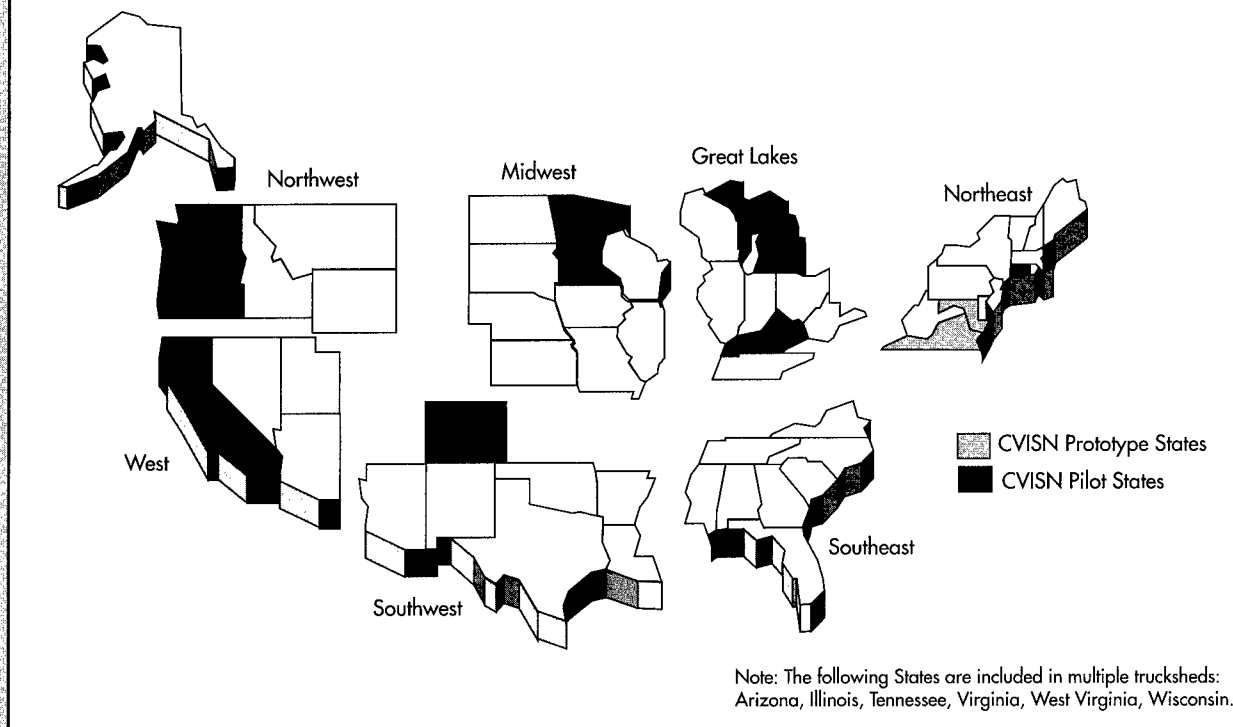 Great Lakes
Northwest
Midwest
Northeast
West
CVISN Prototype States
CVISN Pilot States
Southeast
Southwest
Note: The following States are included in multiple trucksheds:
Arizona, Illinois, Tennessee, Virginia, West Virginia, Wisconsin.